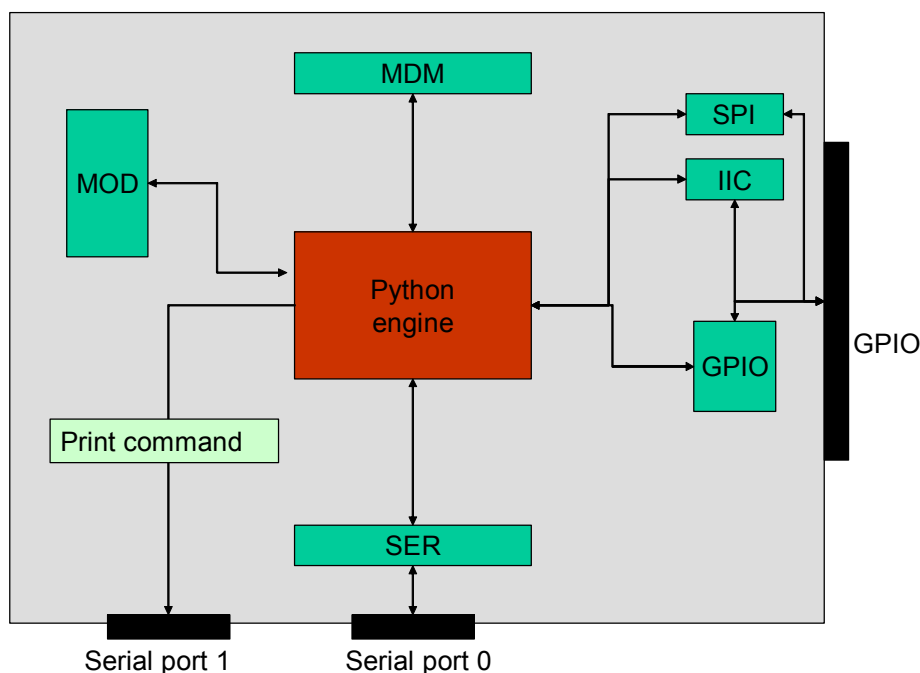 MDM
SPI
MOD
IIC
Python
engine
GPIO
GPIO
Print command
SER
Serial port 1
Serial port 0